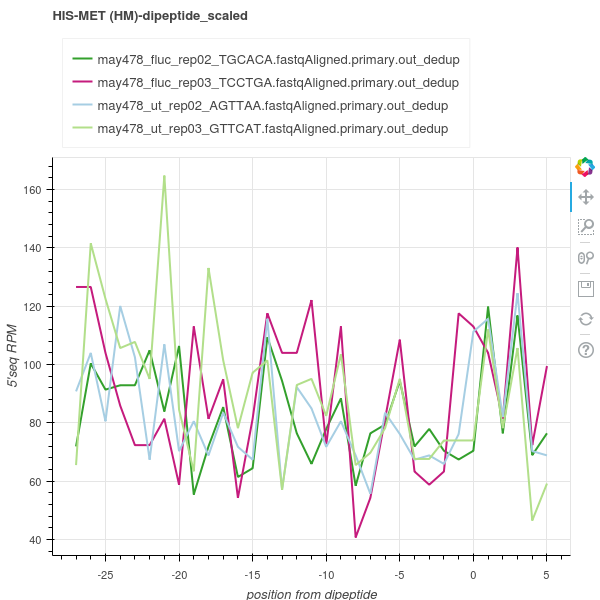 HIS-MET (HM)-dipeptide_scaled
may478_fluc_rep02_TGCACA.fastqAligned.primary.out_dedup
may478_fluc_rep03_TCCTGA.fastqAligned.primary.out_dedup
may478_ut_rep02_AGTTAA.fastqAligned.primary.out_dedup
may478_ut_rep03_GTTCAT.fastqAligned.primary.out_dedup
160
140
120
100
80
60
40
5'seq RPM
-25 -20 -15 -10 -5 0 5
position from dipeptide